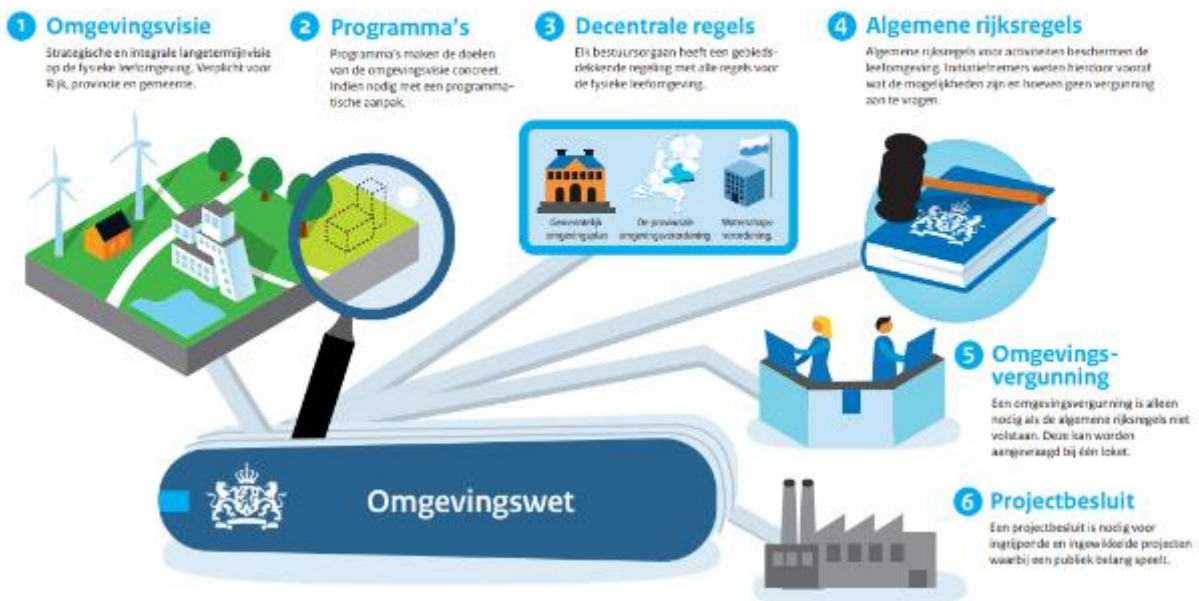 1 Omgevingsvisie
Strategische en integrale langetermijnvisie
op de fysieke leefomgeving. Verplicht voor
Rijk, provincie en gemeente.
2 Programma's
Programma's maken de doelen
van de omgevingsvisie concreet.
Indien nodig met een programma-
tische aanpak.
3 Decentrale regels
Elk bestuursorgaan heeft een gebieds-
dekkende regeling met alle regels voor
de fysieke leefomgeving.
Gemeentelijk
omgevingsplan
De provinciale
omgevingsverordening
Waterschaps-
verordening.
4 Algemene rijksregels
Algemene rijksregels voor activiteiten beschermen de
leefomgeving. Initiatiefnemers weten hierdoor vooraf
wat de mogelijkheden zijn en hoeven geen vergunning
aan te vragen.
5 Omgevings-
vergunning
Een omgevingsvergunning is alleen
nodig als de algemene rijksregels niet
volstaan. Deze kan worden
aangevraagd bij één loket.
6 Projectbesluit
Een projectbesluit is nodig voor
ingrijpende en ingewikkelde projecten
waarbij een publiek belang speelt.
Omgevingswet